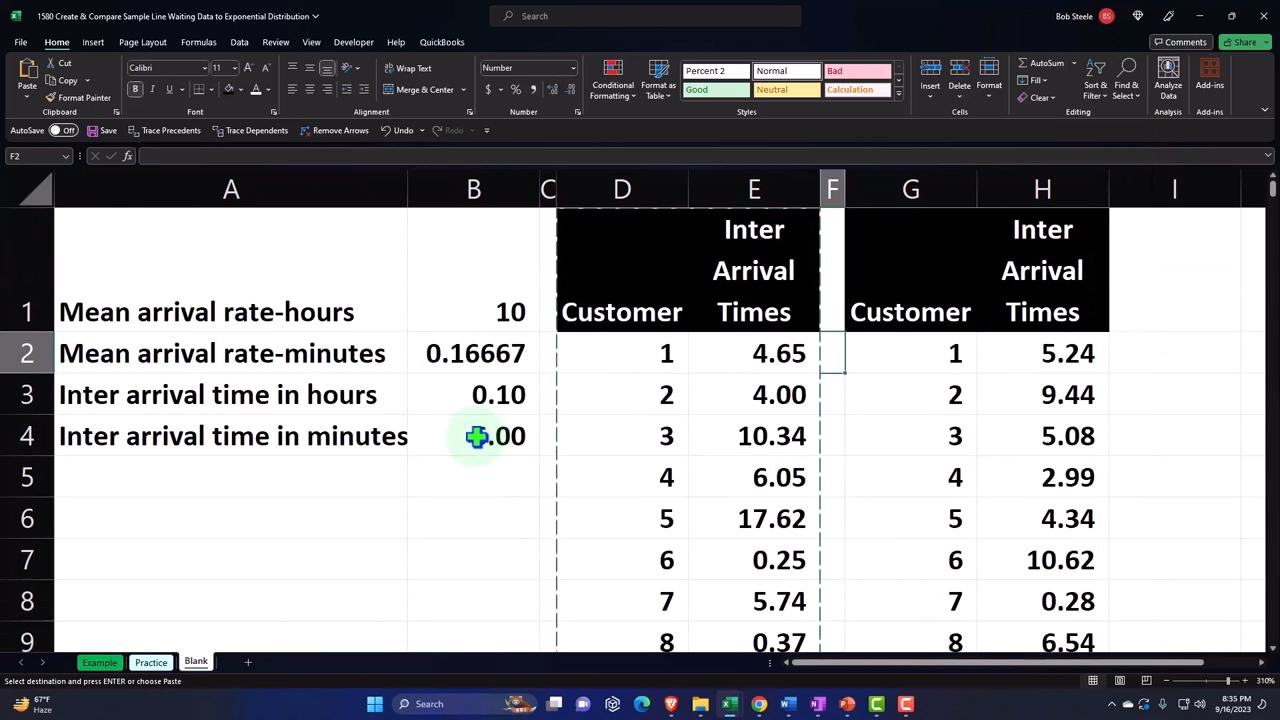 1580 Create & Compare Sample Line Waiting Data to Exponential Distribution
Search
Bob Steele BS
File Home Insert Page Layout Formulas Data Review View Developer Help QuickBooks
Comments Share
Paste Cut Copy Format Painter
Clipboard
Calibri 11
B I U
Font
Wrap Text
Merge & Center
Alignment
Number
$ %
Number
Conditional Formatting
Format as Table
Percent 2 Normal Bad
Good Neutral Calculation
Styles
Insert Delete Format
Cells
AutoSum Fill Clear
Sort & Filter
Find & Select
Editing
Analyze Data
Analysis
Add-ins
Add-ins
AutoSave Off Save Trace Precedents Trace Dependents Remove Arrows Undo Redo
F2 fx
A B C D E F G H I
1 Mean arrival rate-hours 10 Customer Inter Arrival Times Customer Inter Arrival Times
2 Mean arrival rate-minutes 0.16667 1 4.65 1 5.24
3 Inter arrival time in hours 0.10 2 4.00 2 9.44
4 Inter arrival time in minutes .00 3 10.34 3 5.08
5 4 6.05 4 2.99
6 5 17.62 5 4.34
7 6 0.25 6 10.62
8 7 5.74 7 0.28
9 8 0.37 8 6.54
Example Practice Blank
Select destination and press ENTER or choose Paste
310%
67°F
Haze
Search
8:35 PM
9/16/2023